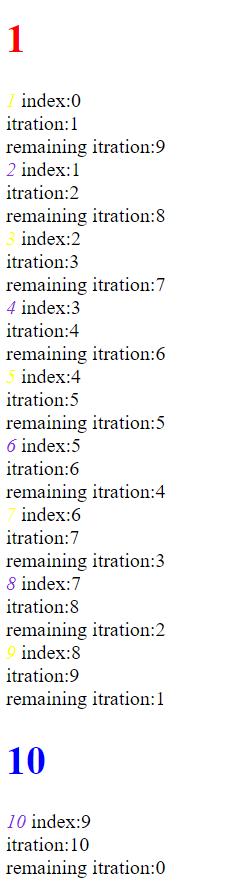 1
1 index:0
itration:1
remaining itration:9
2 index:1
itration:2
remaining itration:8
3 index:2
itration:3
remaining itration:7
4 index:3
itration:4
remaining itration:6
5 index:4
itration:5
remaining itration:5
6 index:5
itration:6
remaining itration:4
7 index:6
itration:7
remaining itration:3
8 index:7
itration:8
remaining itration:2
9 index:8
itration:9
remaining itration:1
10
10 index:9
itration:10
remaining itration:0